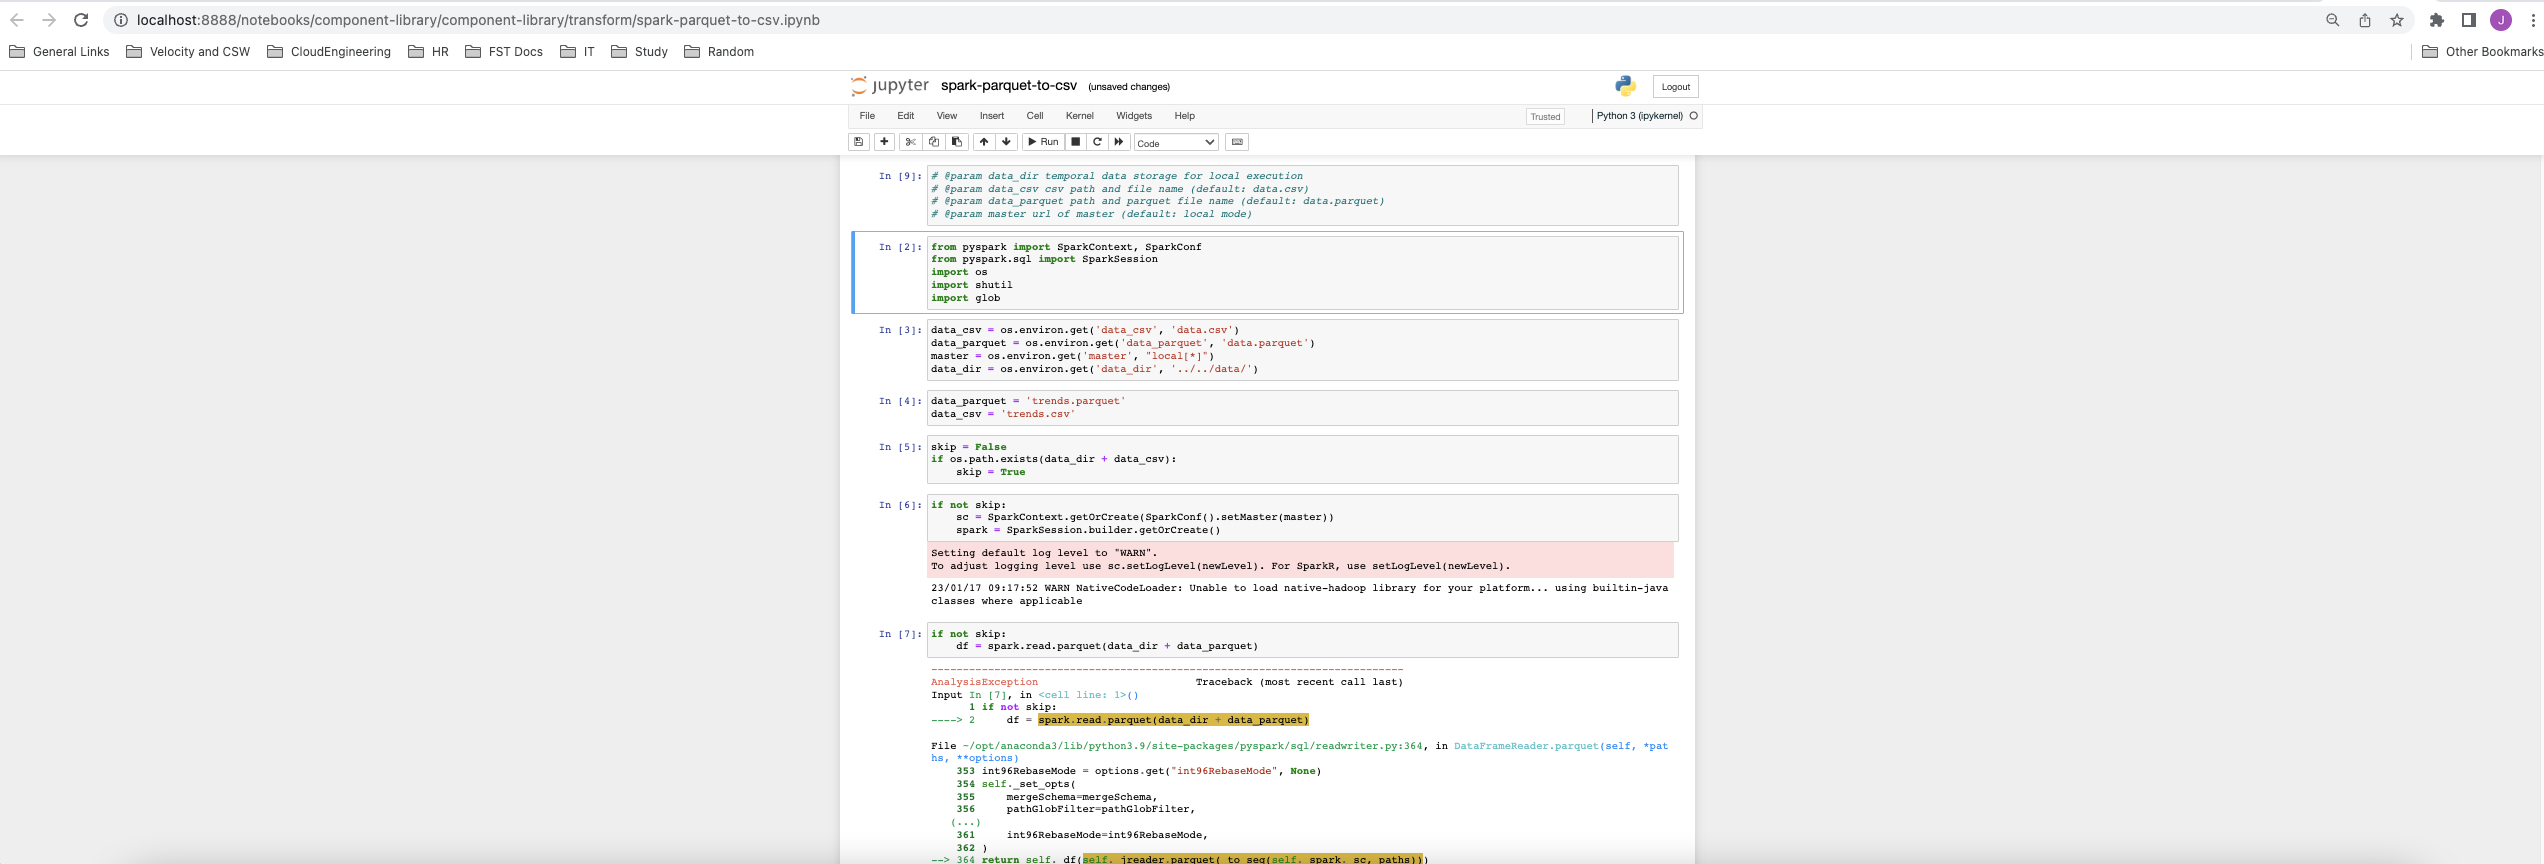 localhost:8888/notebooks/component-library/component-library/transform/spark-parquet-to-csv.ipynb
J
General Links Velocity and CSW CloudEngineering HR FST Docs IT Study Random Other Bookmarks
jupyter spark-parquet-to-csv (unsaved changes) Logout
File Edit View Insert Cell Kernel Widgets Help Trusted Python 3 (ipykernel)
Run Code
In [9]: # @param data_dir temporal data storage for local execution
# @param data_csv csv path and file name (default: data.csv)
# @param data_parquet path and parquet file name (default: data.parquet)
# @param master url of master (default: local mode)
In [2]: from pyspark import SparkContext, SparkConf
from pyspark.sql import SparkSession
import os
import shutil
import glob
In [3]: data_csv = os.environ.get('data_csv', 'data.csv')
data_parquet = os.environ.get('data_parquet', 'data.parquet')
master = os.environ.get('master', "local[*]")
data_dir = os.environ.get('data_dir', '../../data/')
In [4]: data_parquet = 'trends.parquet'
data_csv = 'trends.csv'
In [5]: skip = False
if os.path.exists(data_dir + data_csv):
    skip = True
In [6]: if not skip:
    sc = SparkContext.getOrCreate(SparkConf().setMaster(master))
    spark = SparkSession.builder.getOrCreate()
Setting default log level to "WARN".
To adjust logging level use sc.setLogLevel(newLevel). For SparkR, use setLogLevel(newLevel).
23/01/17 09:17:52 WARN NativeCodeLoader: Unable to load native-hadoop library for your platform... using builtin-java
classes where applicable
In [7]: if not skip:
    df = spark.read.parquet(data_dir + data_parquet)
---------------------------------------------------------------------------
AnalysisException                         Traceback (most recent call last)
Input In [7], in <cell line: 1>()
      1 if not skip:
----> 2     df = spark.read.parquet(data_dir + data_parquet)
File ~/opt/anaconda3/lib/python3.9/site-packages/pyspark/sql/readwriter.py:364, in DataFrameReader.parquet(self, *pat
hs, **options)
    353 int96RebaseMode = options.get("int96RebaseMode", None)
    354 self._set_opts(
    355     mergeSchema=mergeSchema,
    356     pathGlobFilter=pathGlobFilter,
   (...)
    361     int96RebaseMode=int96RebaseMode,
    362 )
--> 364 return self._df(self._jreader.parquet(_to_seq(self._spark._sc, paths)))